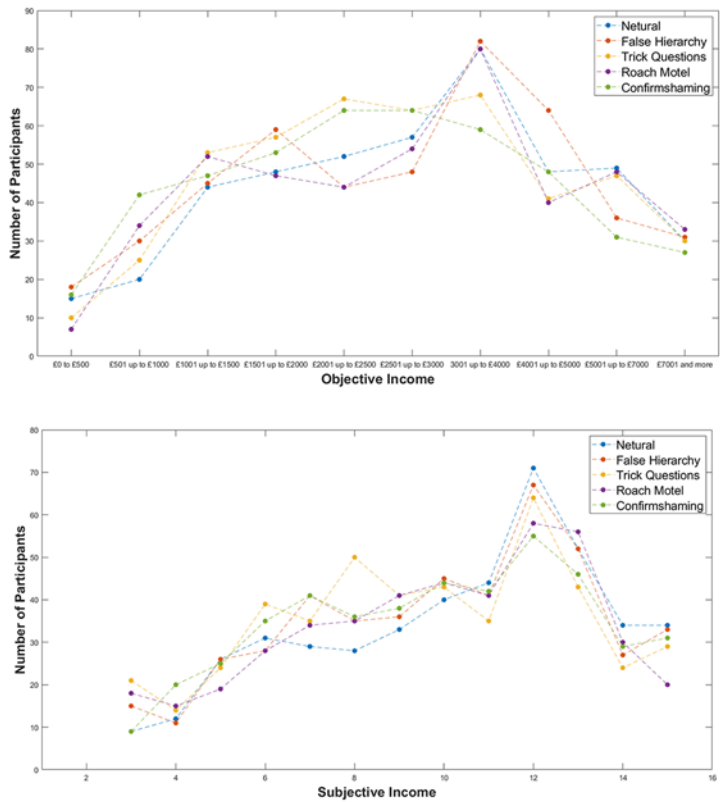 90
80
70
60
50
40
30
20
10
0
Number of Participants
Netural
False Hierarchy
Trick Questions
Roach Motel
Confirmshaming
£0 to £500 £501 up to £1000 £1001 up to £1500 £1501 up to £2000 £2001 up to £2500 £2501 up to £3000 3001 up to £4000 £4001 up to £5000 £5001 up to £7000 £7001 and more
Objective Income
80
70
60
50
40
30
20
10
0
Number of Participants
Netural
False Hierarchy
Trick Questions
Roach Motel
Confirmshaming
2 4 6 8 10 12 14 16
Subjective Income